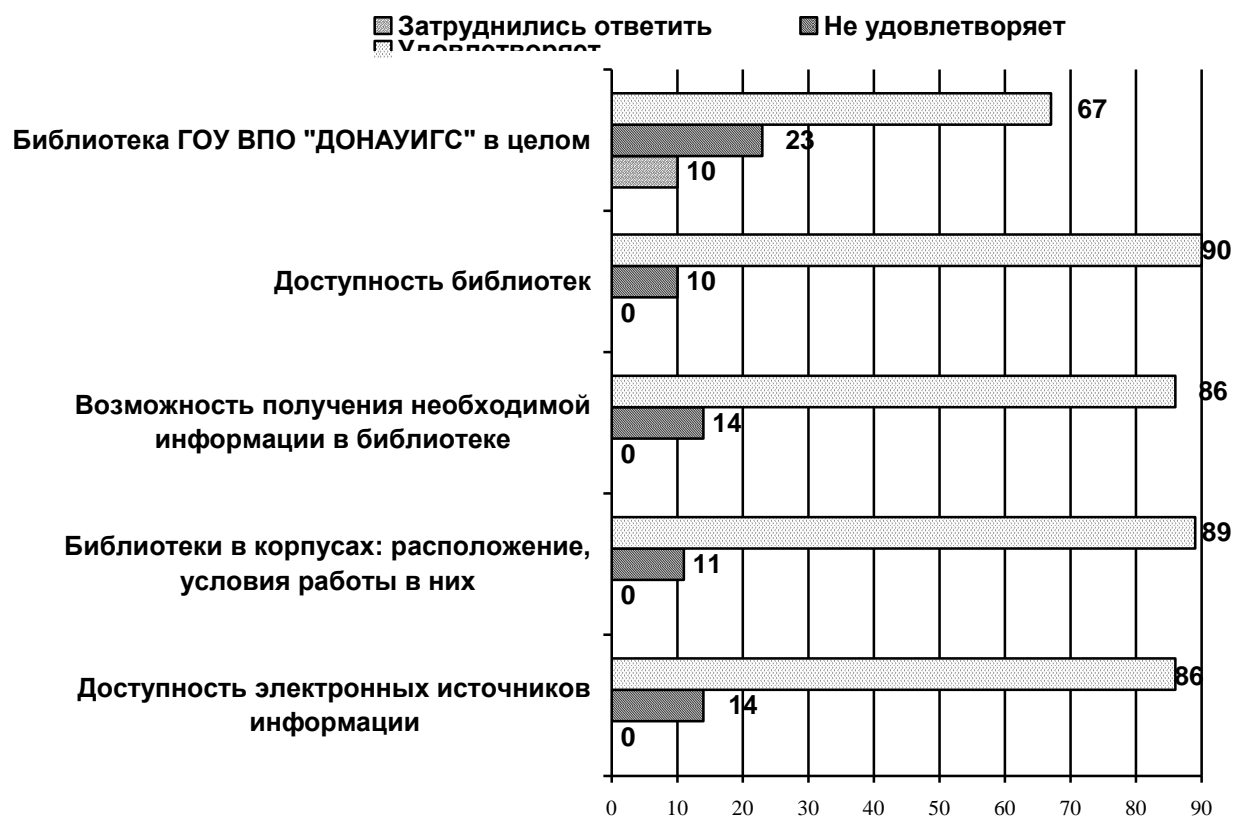 Затруднились ответить Не удовлетворяет
Удовлетворяет
67
Библиотека ГОУ ВПО "ДОНАУИГС" в целом 23
10
90
Доступность библиотек 10
0
86
Возможность получения необходимой 14
информации в библиотеке
0
89
Библиотеки в корпусах: расположение, 11
условия работы в них
0
86
Доступность электронных источников 14
информации
0
0 10 20 30 40 50 60 70 80 90